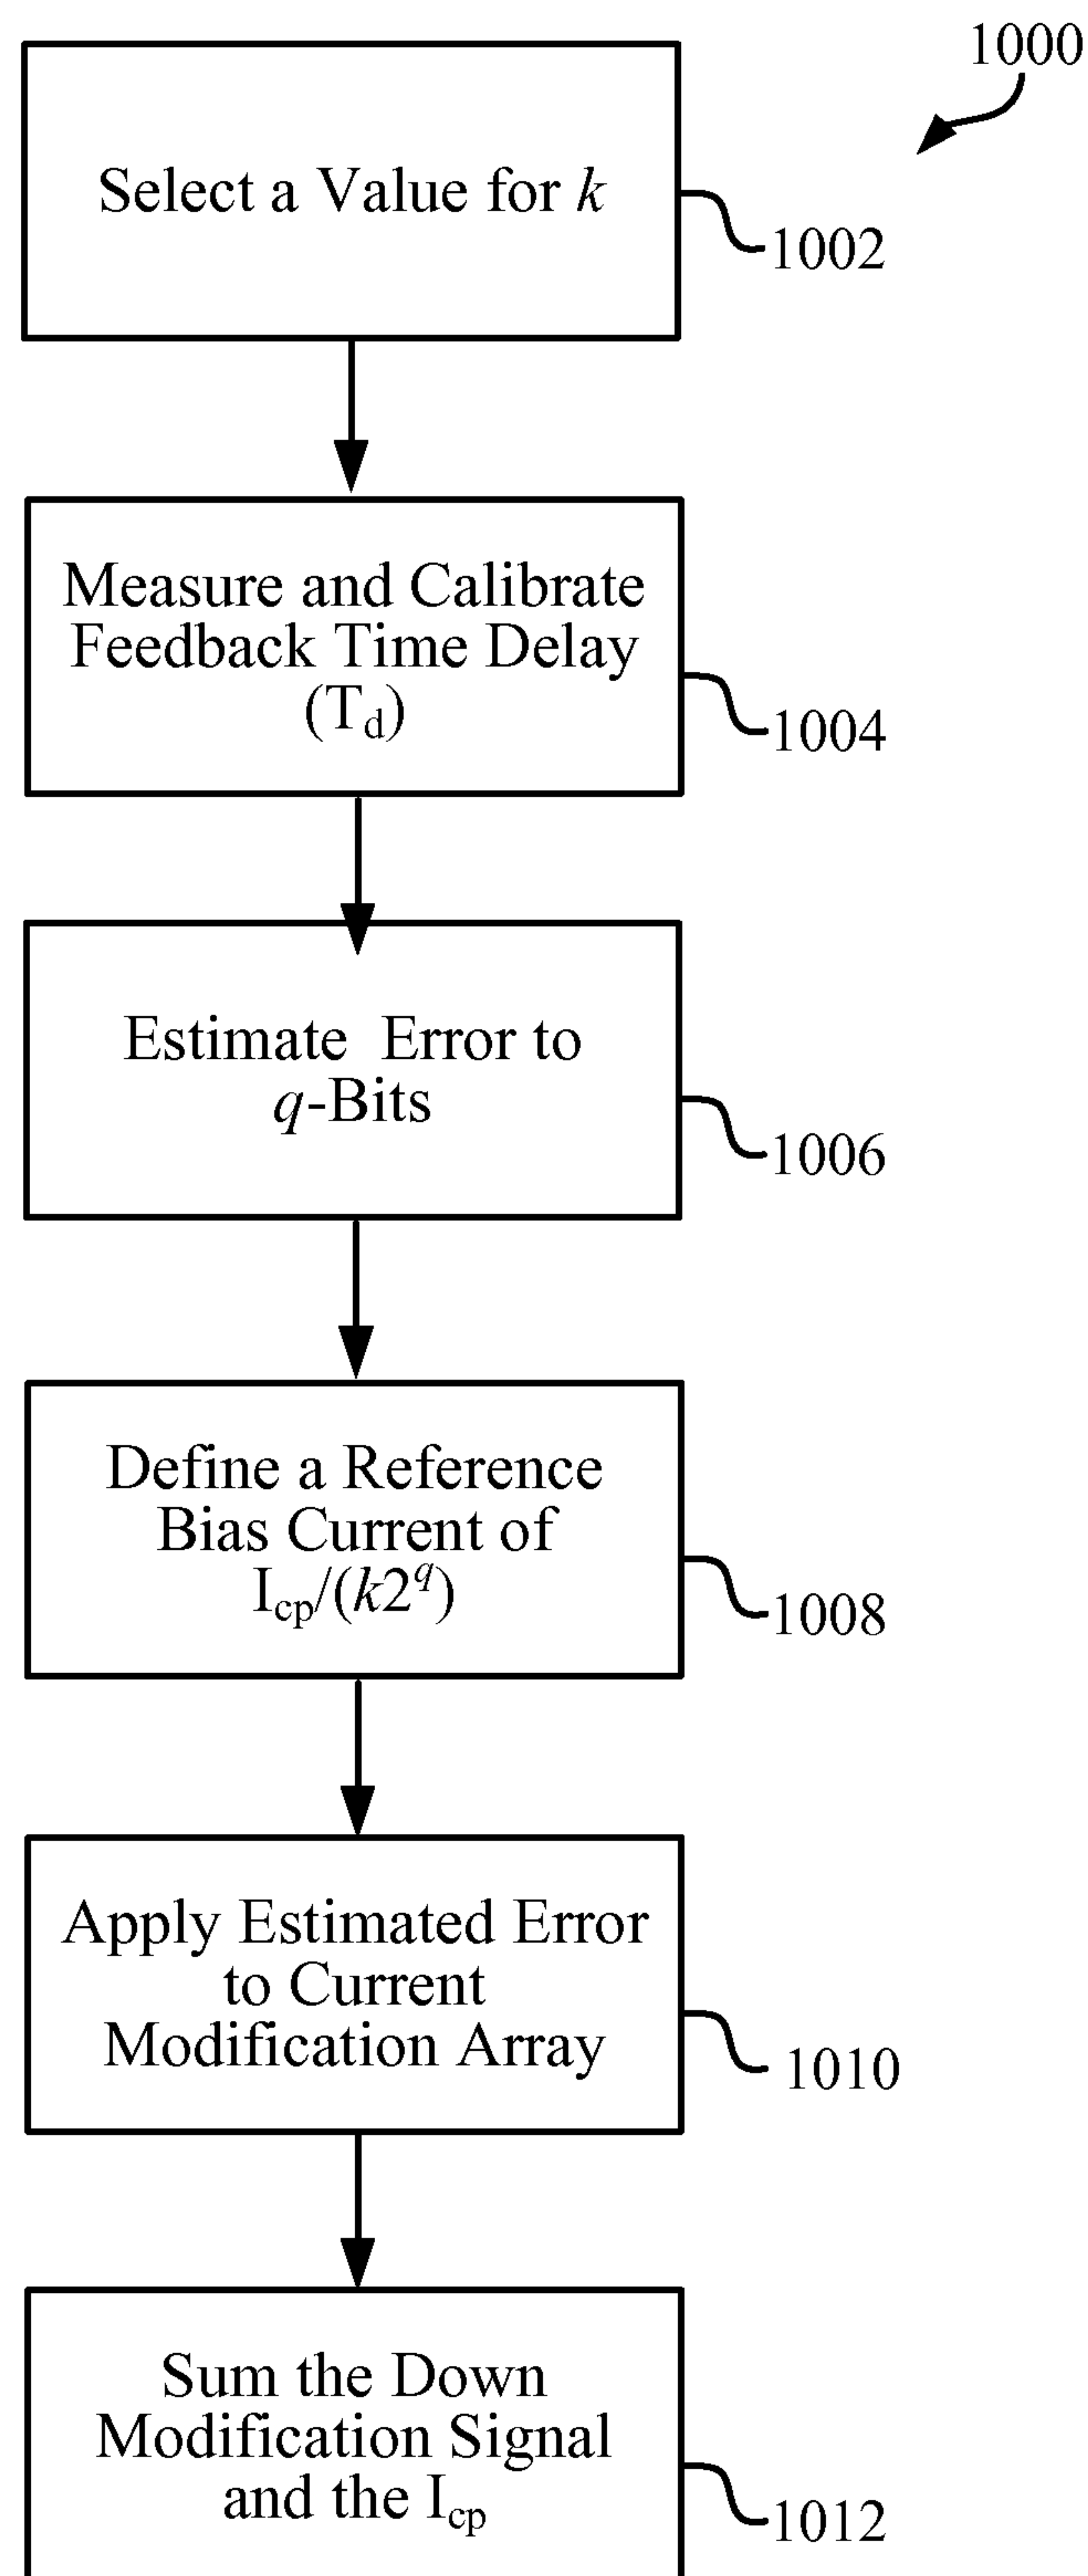 1000
Select a Value for k
1002
Measure and Calibrate
Feedback Time Delay
(Td)
1004
Estimate Error to
q-Bits
1006
Define a Reference
Bias Current of
Icp/(k2^q)
1008
Apply Estimated Error
to Current
Modification Array
1010
Sum the Down
Modification Signal
and the Icp
1012